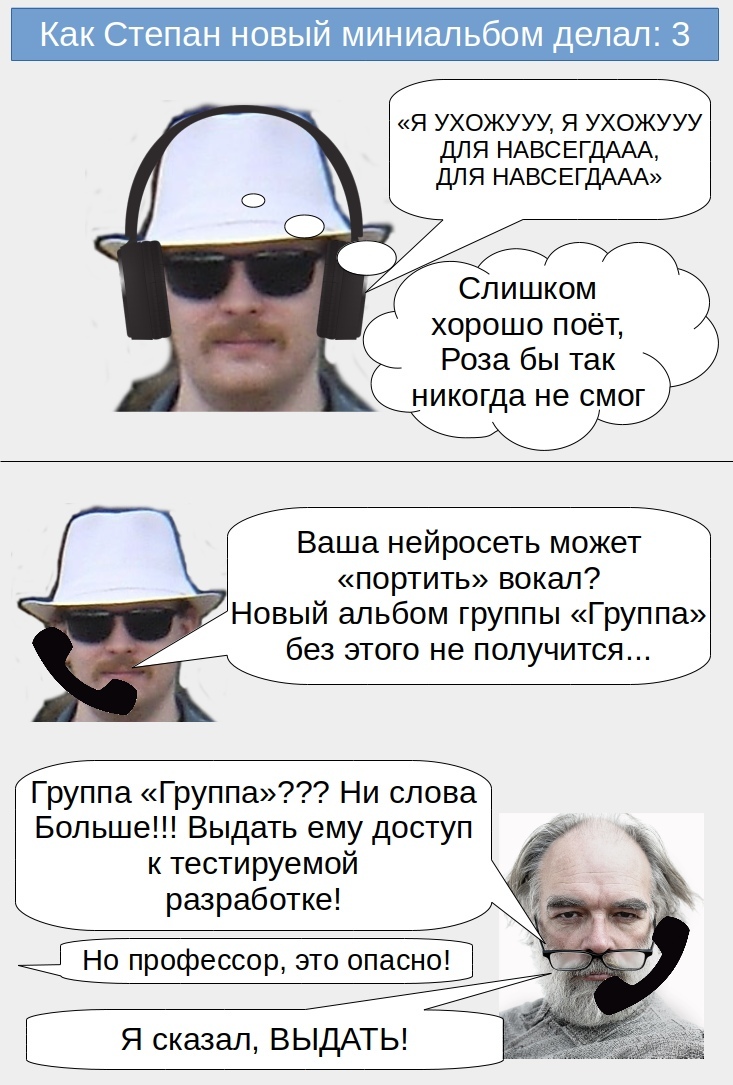 Как Степан новый миниальбом делал: 3
«Я УХОЖУУУ, Я УХОЖУУУ
ДЛЯ НАВСЕГДААА,
ДЛЯ НАВСЕГДААА»
Слишком
хорошо поёт,
Роза бы так
никогда не смог
Ваша нейросеть может
«портить» вокал?
Новый альбом группы «Группа»
без этого не получится...
Группа «Группа»??? Ни слова
Больше!!! Выдать ему доступ
к тестируемой
разработке!
Но профессор, это опасно!
Я сказал, ВЫДАТЬ!